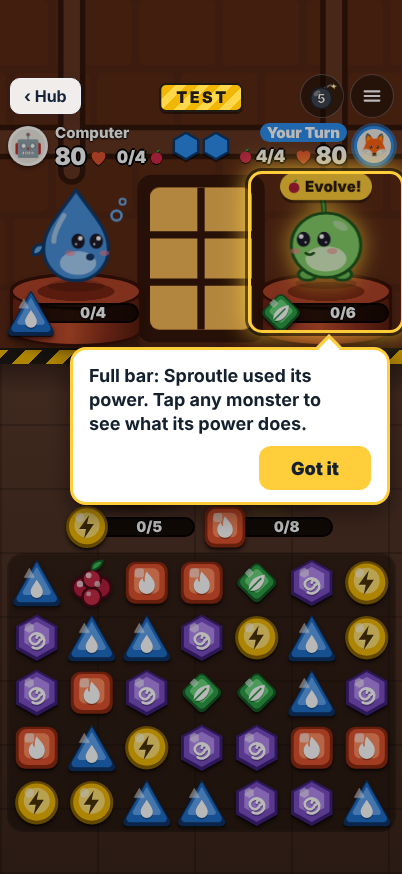 ‹ Hub
TEST
5
Computer
80 0/4
Your Turn
4/4 80
Evolve!
0/4
0/6
Full bar: Sproutle used its
power. Tap any monster to
see what its power does.
Got it
0/5
0/8